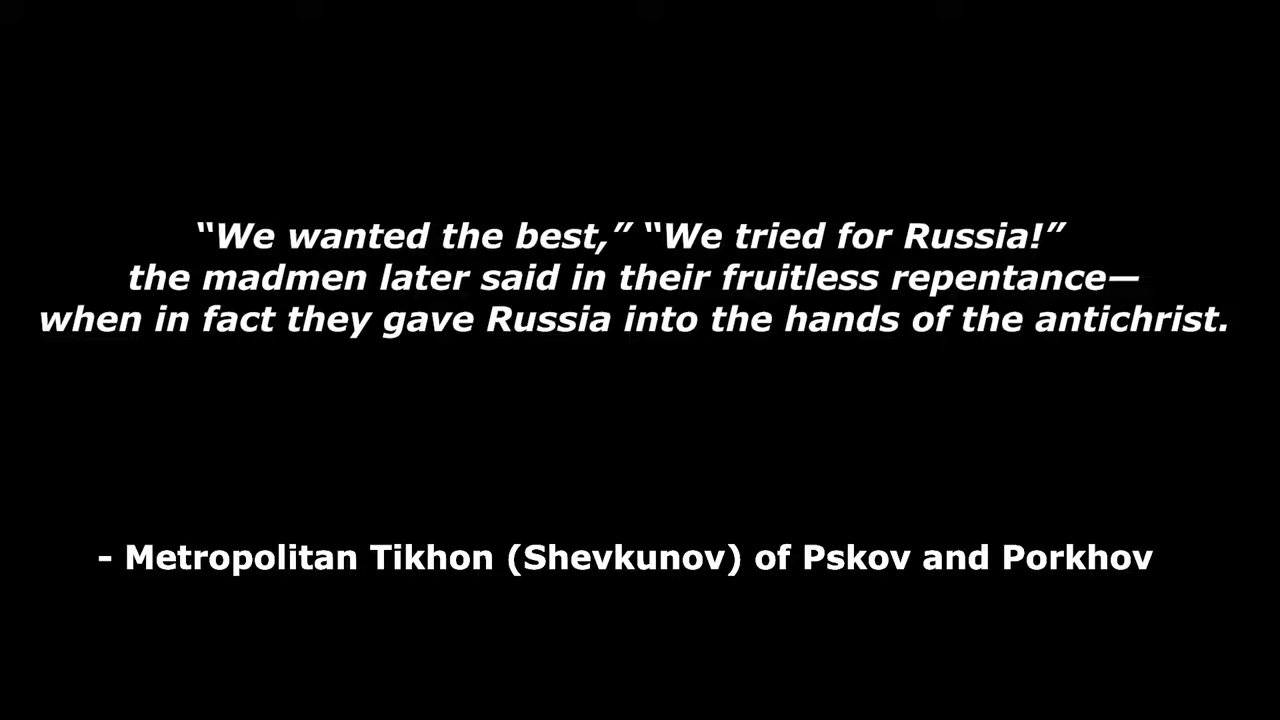 “We wanted the best,” “We tried for Russia!”
the madmen later said in their fruitless repentance—
when in fact they gave Russia into the hands of the antichrist.
- Metropolitan Tikhon (Shevkunov) of Pskov and Porkhov